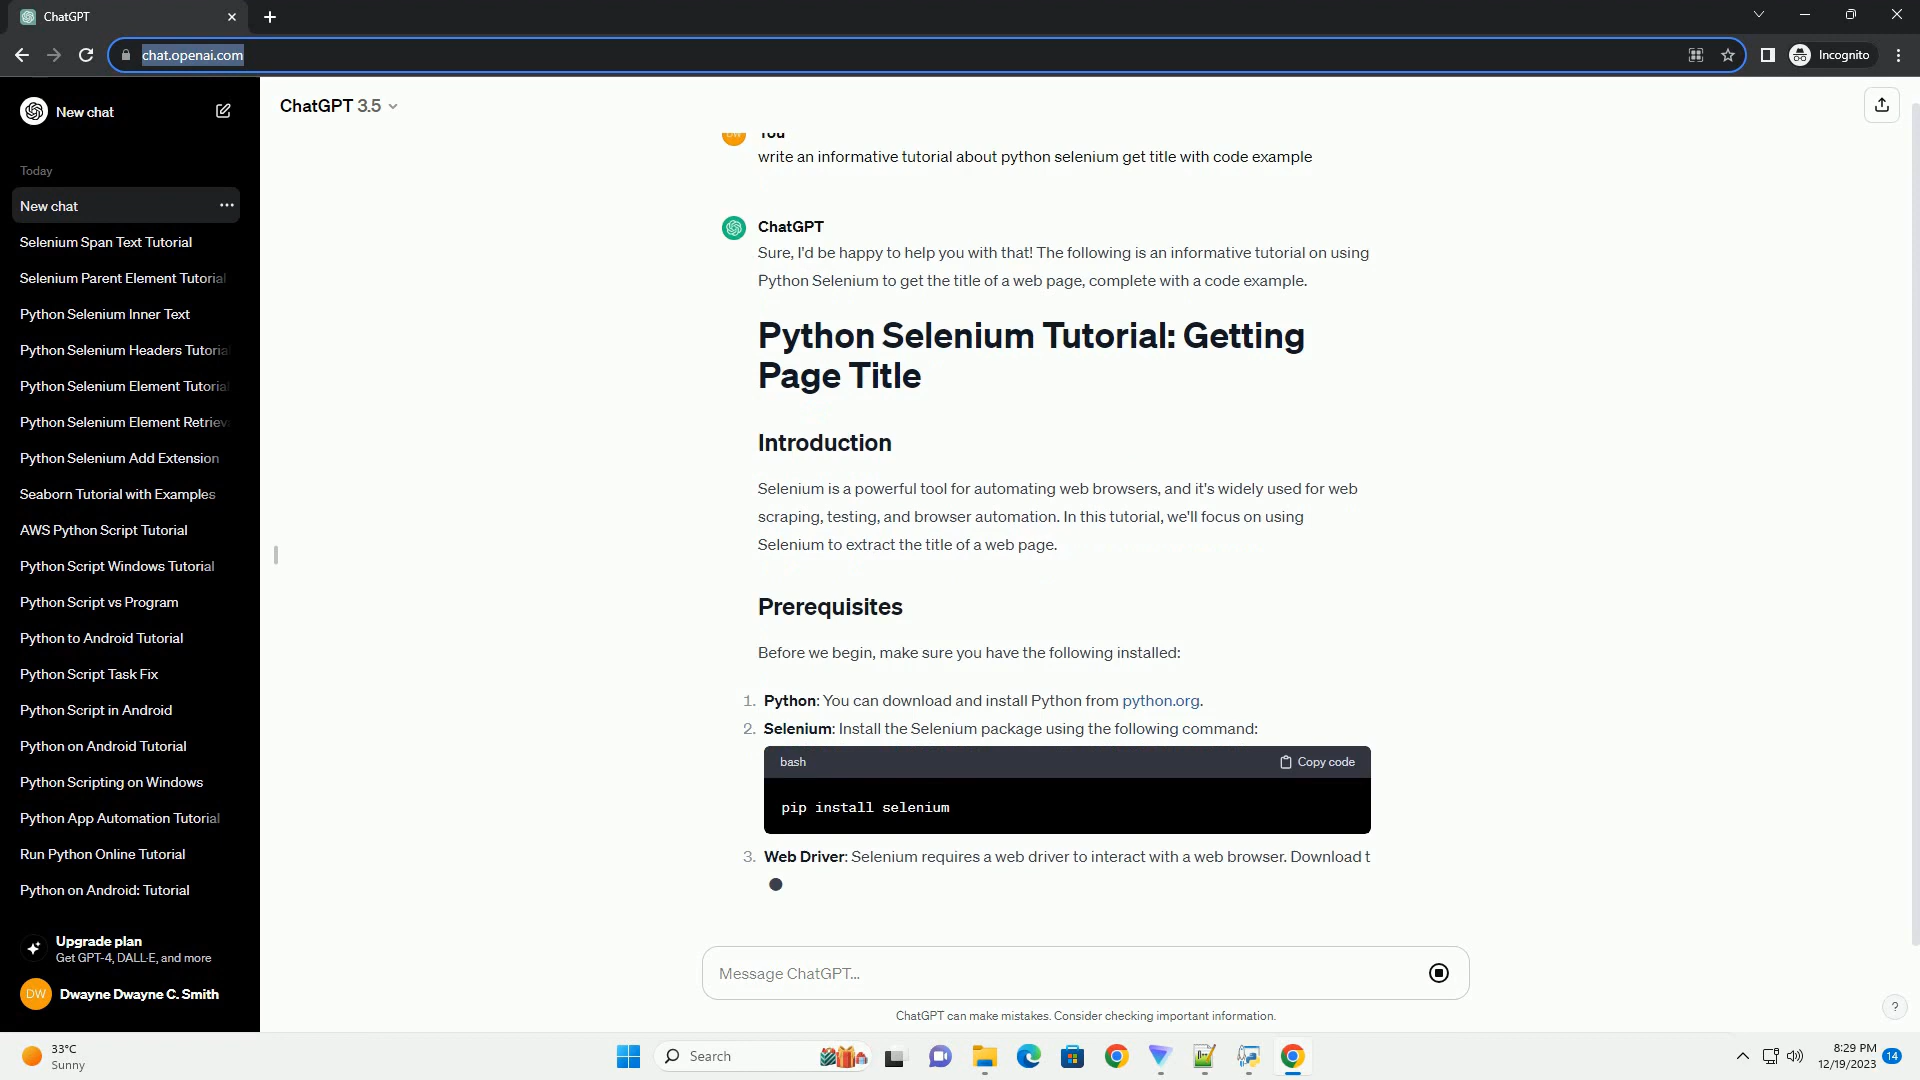 ChatGPT
chat.openai.com
Incognito
New chat
Today
New chat
Selenium Span Text Tutorial
Selenium Parent Element Tutorial
Python Selenium Inner Text
Python Selenium Headers Tutorial
Python Selenium Element Tutorial
Python Selenium Element Retriev
Python Selenium Add Extension
Seaborn Tutorial with Examples
AWS Python Script Tutorial
Python Script Windows Tutorial
Python Script vs Program
Python to Android Tutorial
Python Script Task Fix
Python Script in Android
Python on Android Tutorial
Python Scripting on Windows
Python App Automation Tutorial
Run Python Online Tutorial
Python on Android: Tutorial
Upgrade plan
Get GPT-4, DALL·E, and more
DW
Dwayne Dwayne C. Smith
ChatGPT 3.5
DW
You
write an informative tutorial about python selenium get title with code example
ChatGPT
Sure, I'd be happy to help you with that! The following is an informative tutorial on using
Python Selenium to get the title of a web page, complete with a code example.
Python Selenium Tutorial: Getting
Page Title
Introduction
Selenium is a powerful tool for automating web browsers, and it's widely used for web
scraping, testing, and browser automation. In this tutorial, we'll focus on using
Selenium to extract the title of a web page.
Prerequisites
Before we begin, make sure you have the following installed:
1. Python: You can download and install Python from python.org.
2. Selenium: Install the Selenium package using the following command:
bash
Copy code
pip install selenium
3. Web Driver: Selenium requires a web driver to interact with a web browser. Download t
Message ChatGPT...
ChatGPT can make mistakes. Consider checking important information.
?
33°C
Sunny
Search
8:29 PM
12/19/2023
14